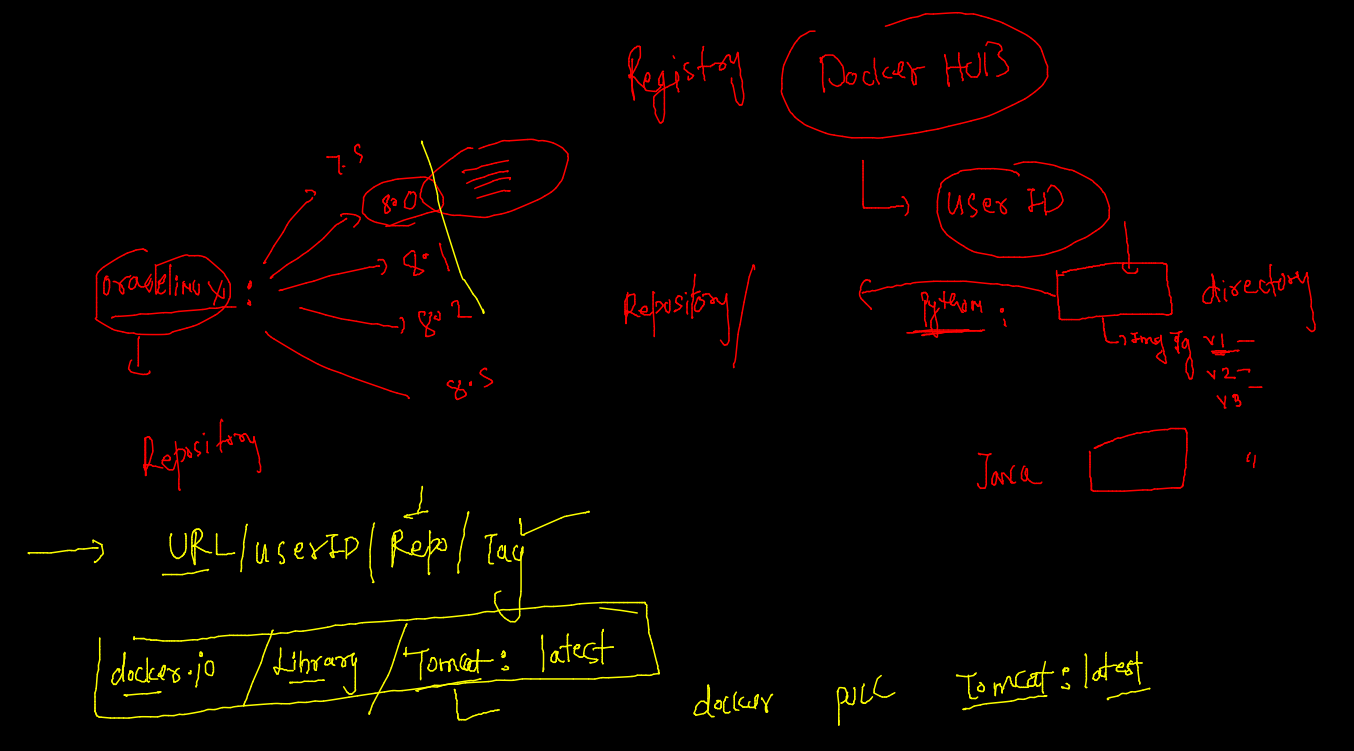 Registry Docker HUB
7.5
8.0
User ID
8.1
oraclelinux :
Repository /
Python :
directory
8.2
Img Tg v1 -
v2 -
v3 -
8.5
Repository
Java "
URL/userID/Repo/Tag
docker.io /Library /Tomcat: latest
docker pull Tomcat: latest